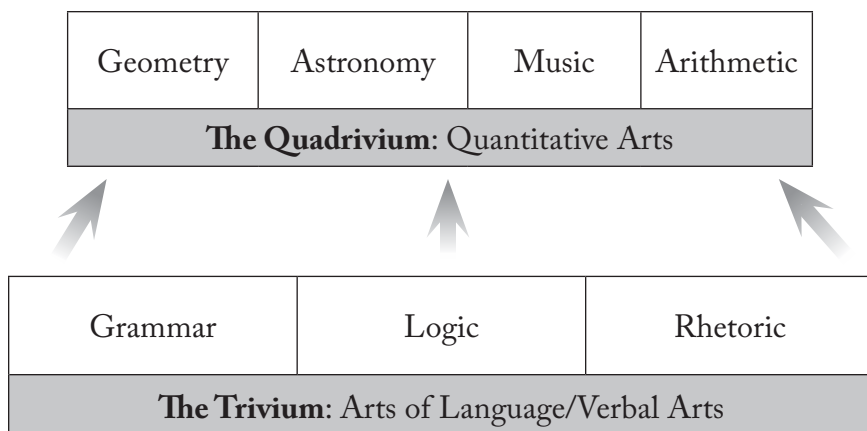 Geometry Astronomy Music Arithmetic
The Quadrivium: Quantitative Arts
Grammar Logic Rhetoric
The Trivium: Arts of Language/Verbal Arts